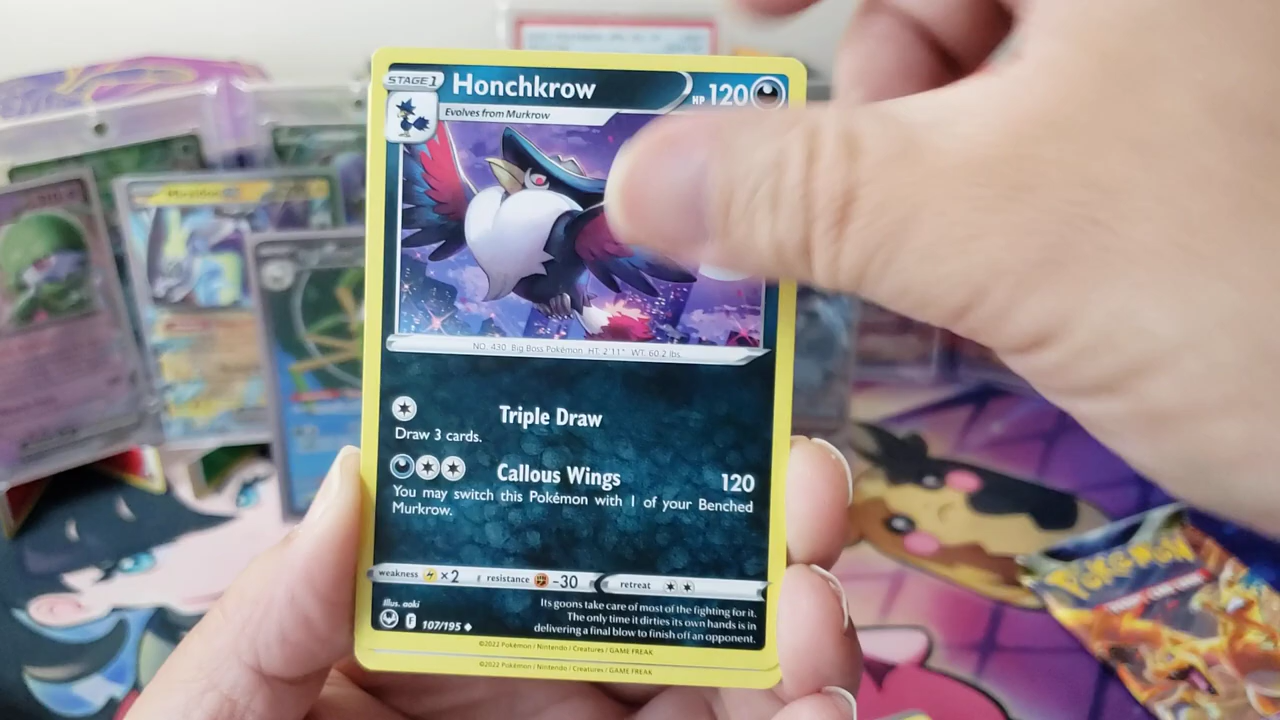 STAGE 1
Honchkrow
HP 120
Evolves from Murkrow
NO. 430 Big Boss Pokémon HT: 2'11" WT: 60.2 lbs.
Triple Draw
Draw 3 cards.
Callous Wings 120
You may switch this Pokémon with 1 of your Benched
Murkrow.
weakness ×2 resistance -30 retreat
Illus. aoki
Its goons take care of most of the fighting for it.
The only time it dirties its own hands is in
delivering a final blow to finish off an opponent.
F 107/195
©2022 Pokémon / Nintendo / Creatures / GAME FREAK
©2022 Pokémon / Nintendo / Creatures / GAME FREAK
POKÉMON